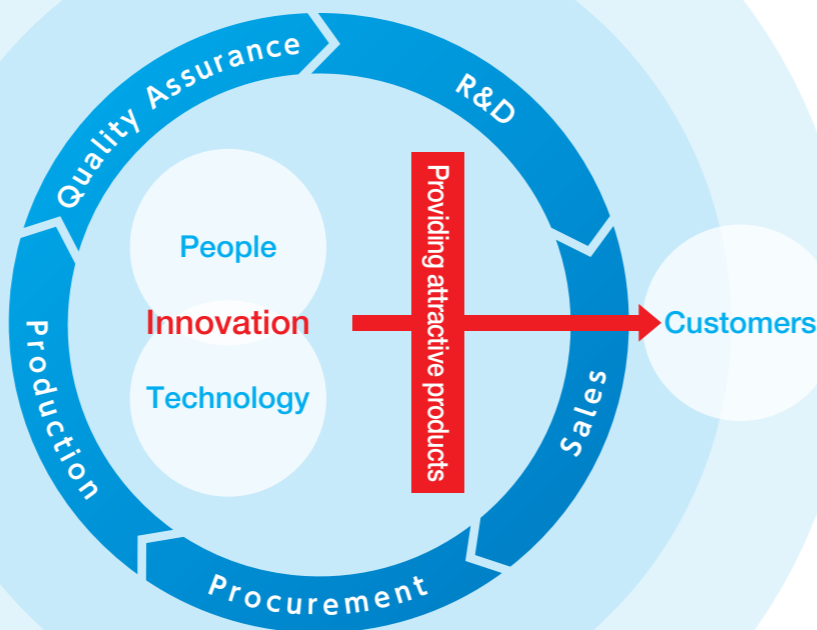 Quality Assurance
R&D
People
Providing attractive products
Innovation
Customers
Technology
Production
Sales
Procurement